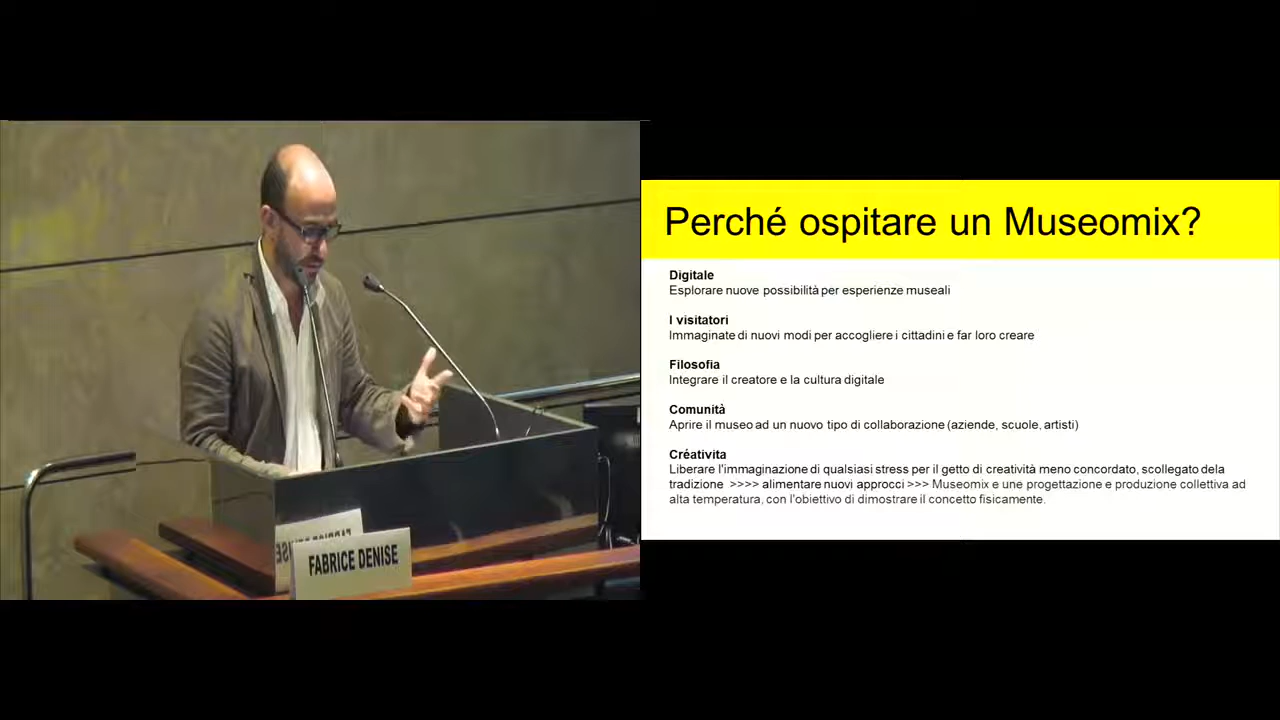 Perché ospitare un Museomix?
Digitale
Esplorare nuove possibilità per esperienze museali
I visitatori
Immaginate di nuovi modi per accogliere i cittadini e far loro creare
Filosofia
Integrare il creatore e la cultura digitale
Comunità
Aprire il museo ad un nuovo tipo di collaborazione (aziende, scuole, artisti)
Créativita
Liberare l'immaginazione di qualsiasi stress per il getto di creatività meno concordato, scollegato dela
tradizione >>>> alimentare nuovi approcci >>> Museomix e une progettazione e produzione collettiva ad
alta temperatura, con l'obiettivo di dimostrare il concetto fisicamente.
FABRICE DENISE